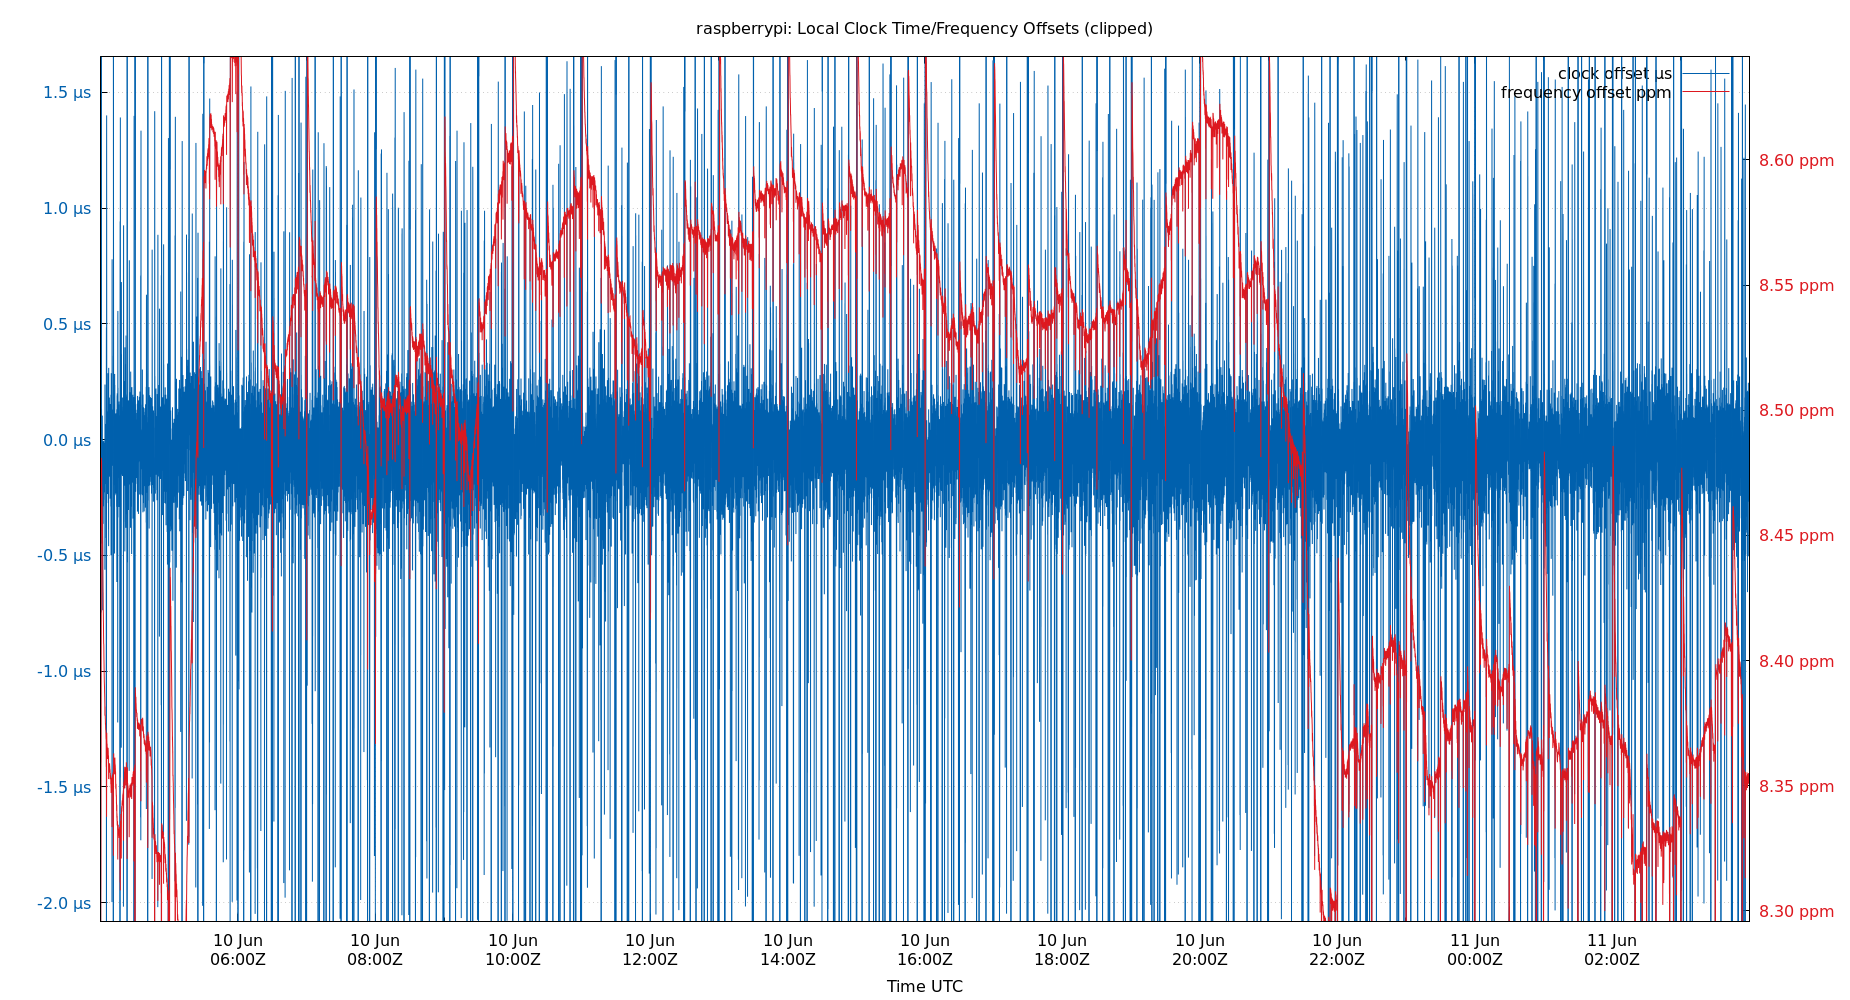 raspberrypi: Local Clock Time/Frequency Offsets (clipped)
clock offset µs
frequency offset ppm
1.5 µs
1.0 µs
0.5 µs
0.0 µs
-0.5 µs
-1.0 µs
-1.5 µs
-2.0 µs
8.60 ppm
8.55 ppm
8.50 ppm
8.45 ppm
8.40 ppm
8.35 ppm
8.30 ppm
10 Jun 10 Jun 10 Jun 10 Jun 10 Jun 10 Jun 10 Jun 10 Jun 10 Jun 11 Jun 11 Jun
06:00Z 08:00Z 10:00Z 12:00Z 14:00Z 16:00Z 18:00Z 20:00Z 22:00Z 00:00Z 02:00Z
Time UTC